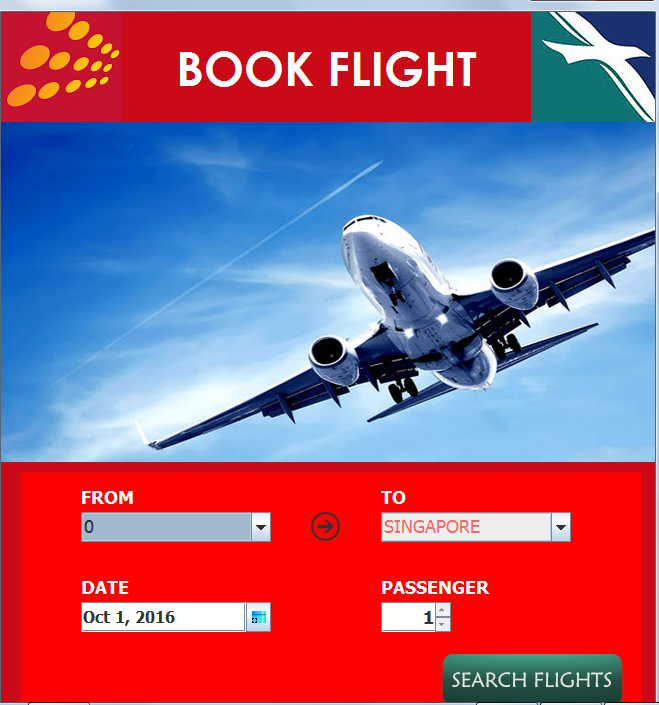 BOOK FLIGHT
FROM
TO
0
SINGAPORE
DATE
PASSENGER
Oct 1, 2016
1
SEARCH FLIGHTS